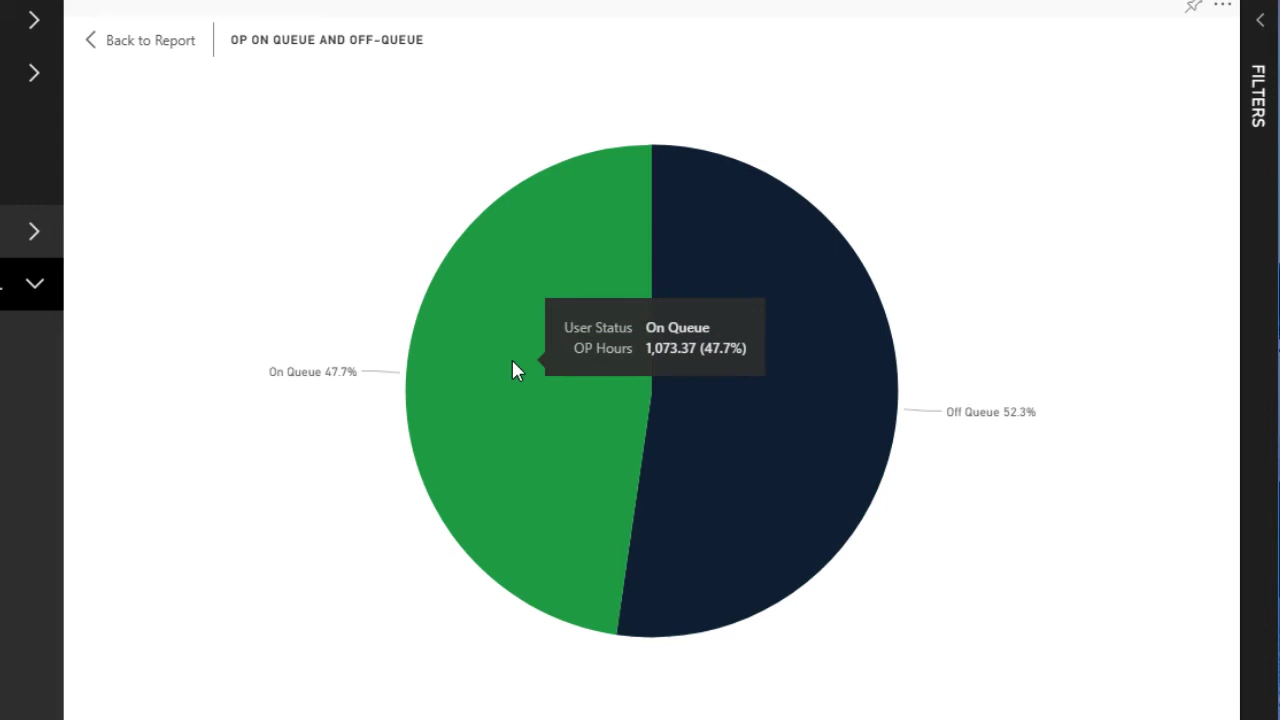 Back to Report
OP ON QUEUE AND OFF-QUEUE
FILTERS
User Status On Queue
OP Hours 1,073.37 (47.7%)
On Queue 47.7%
Off Queue 52.3%